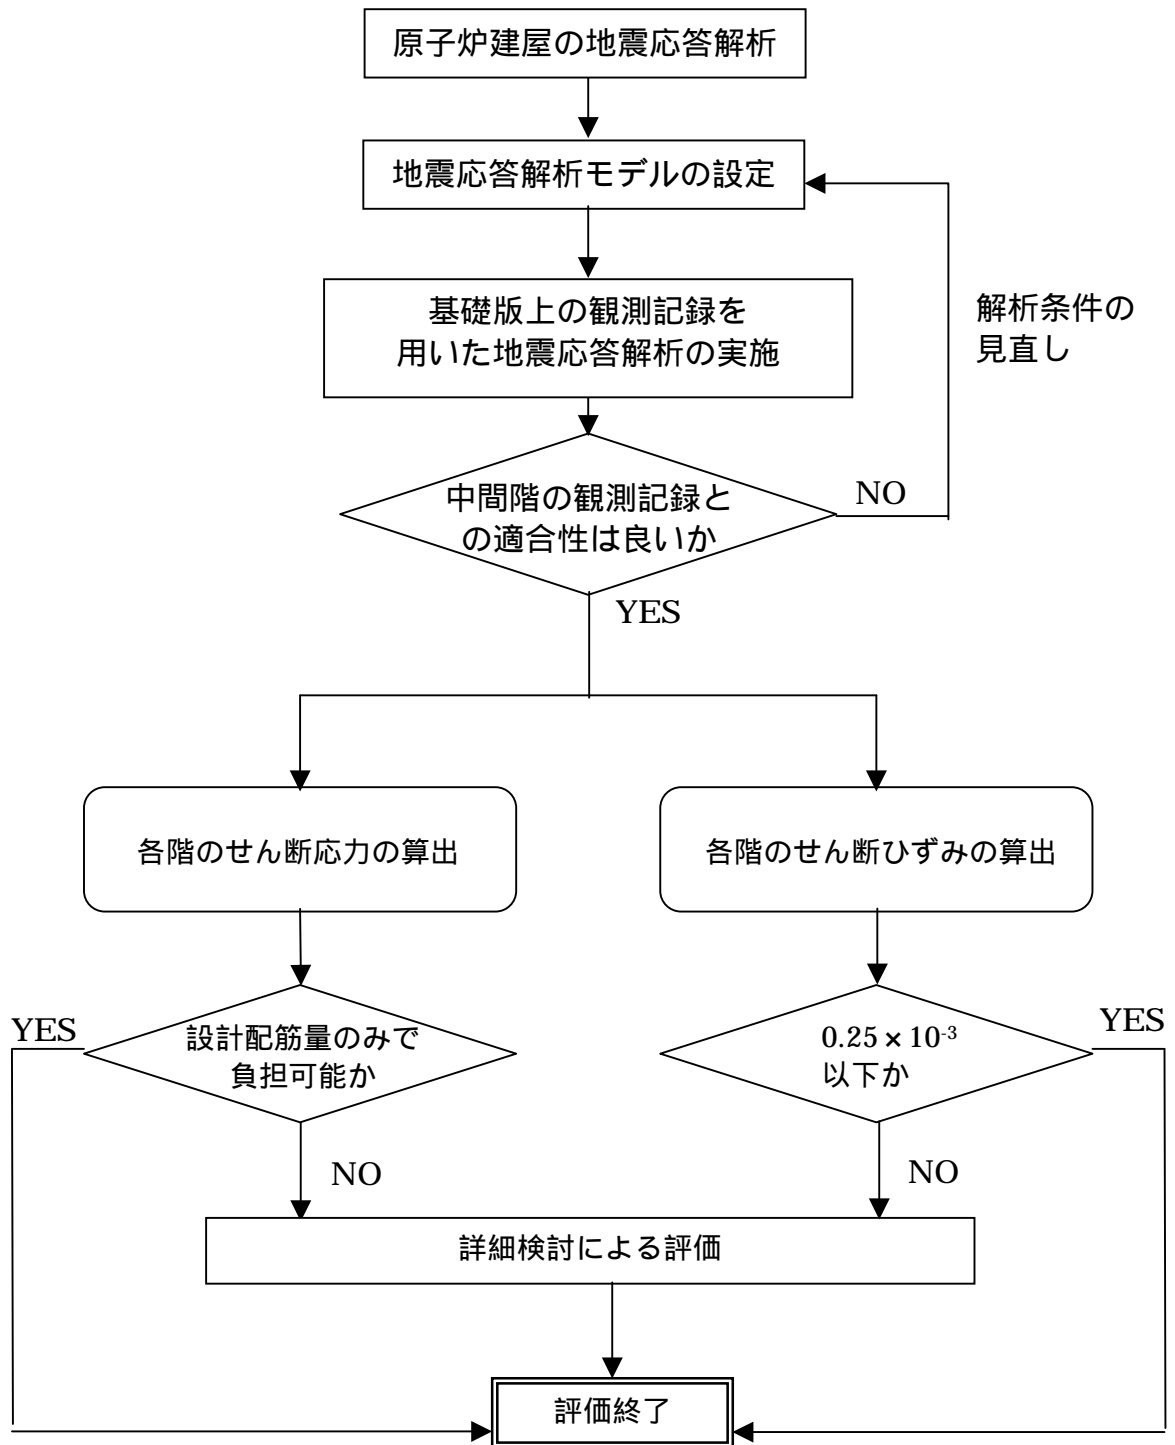 原子炉建屋の地震応答解析
地震応答解析モデルの設定
基礎版上の観測記録を
用いた地震応答解析の実施
解析条件の
見直し
中間階の観測記録と
の適合性は良いか
NO
YES
各階のせん断応力の算出
各階のせん断ひずみの算出
YES
設計配筋量のみで
負担可能か
0.25×10-3
以下か
YES
NO
NO
詳細検討による評価
評価終了